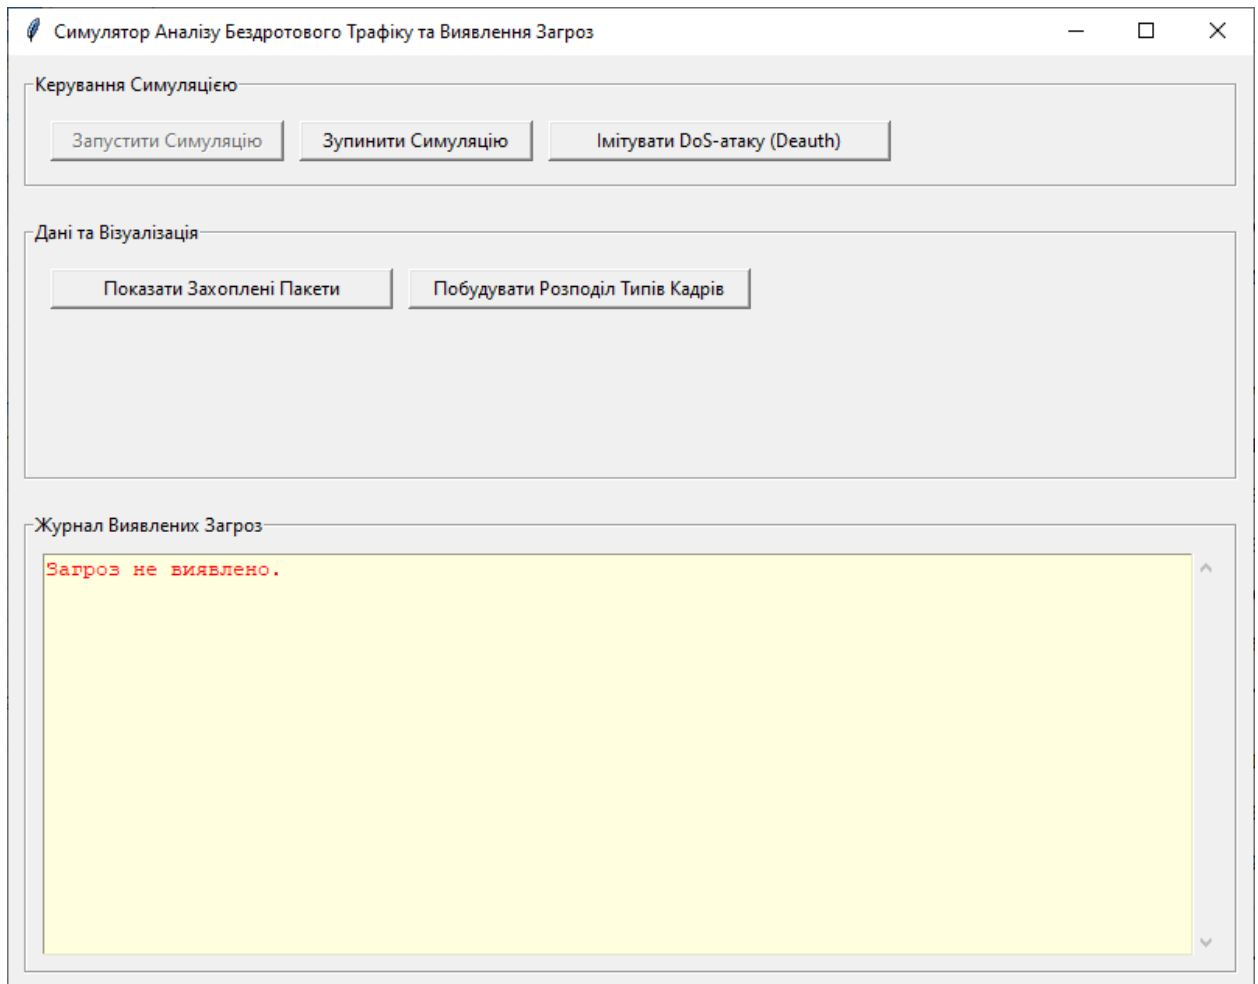 Симулятор Аналізу Бездротового Трафіку та Виявлення Загроз
Керування Симуляцією
Запустити Симуляцію
Зупинити Симуляцію
Імітувати DoS-атаку (Deauth)
Дані та Візуалізація
Показати Захоплені Пакети
Побудувати Розподіл Типів Кадрів
Журнал Виявлених Загроз
Загроз не виявлено.